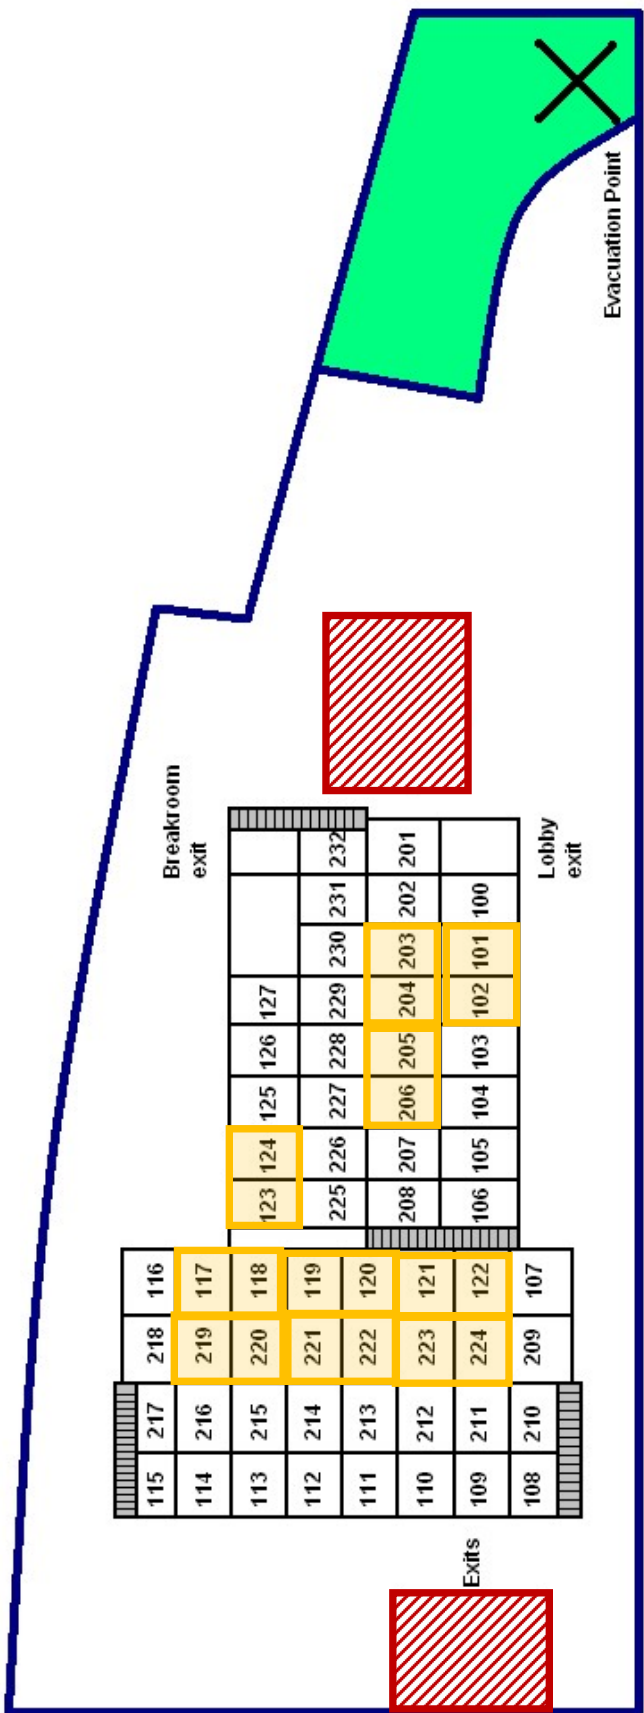 115 217 218 116
Breakroom
exit
114 216 219 117
113 215 220 118 123 124 125 126 127
112 214 221 119
225 226 227 228 229 230 231 232
111 213 222 120
208 207 206 205 204 203 202 201
110 212 223 121
Exits
109 211 224 122 106 105 104 103 102 101 100
108 210 209 107
Lobby
exit
Evacuation Point